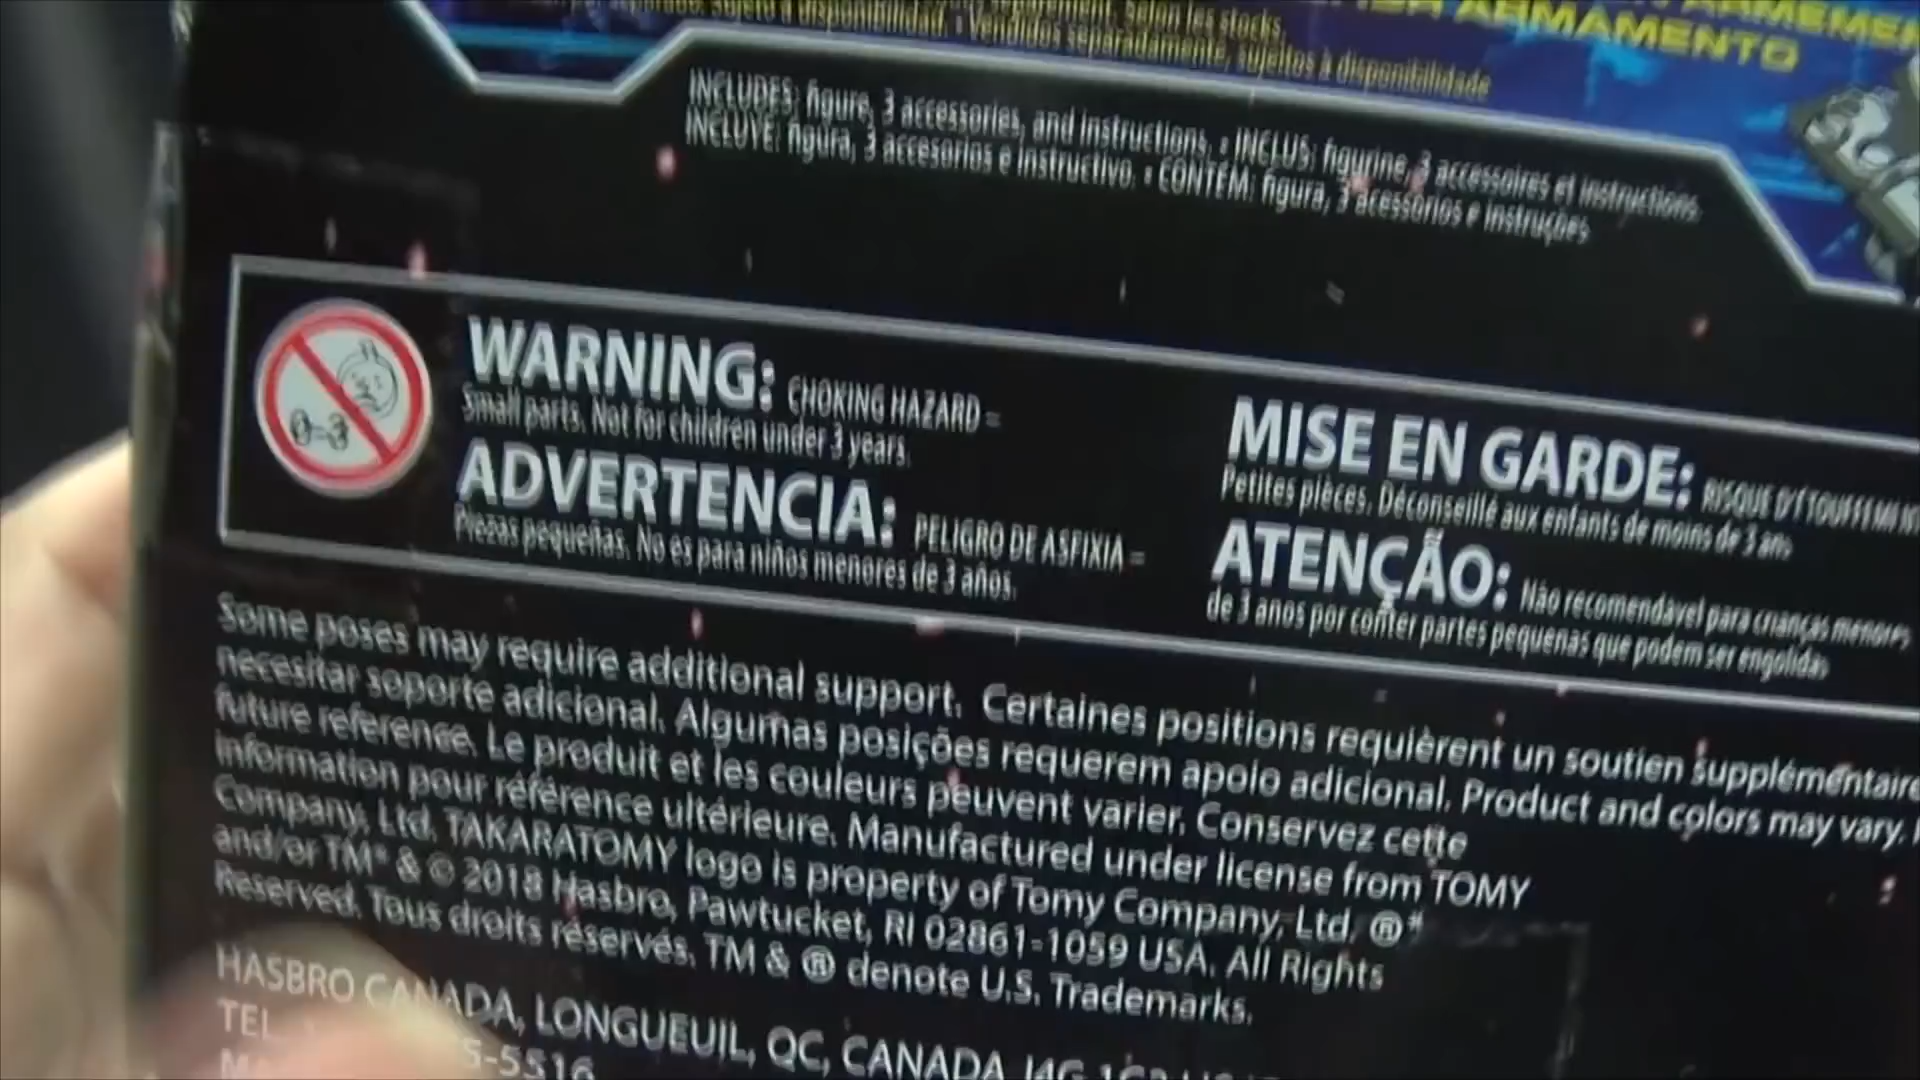 ARMAMENTO
separadamente, sujeitos à disponibilidade
INCLUDES: figure, 3 accessories, and instructions. • INCLUS: figurine, 3 accessoires et instructions.
INCLUYE: figura, 3 accesorios e instructivo. • CONTÉM: figura, 3 acessórios e instruções
WARNING: CHOKING HAZARD =
Small parts. Not for children under 3 years.
ADVERTENCIA: PELIGRO DE ASFIXIA =
Piezas pequeñas. No es para niños menores de 3 años.
0-3
MISE EN GARDE: RISQUE
Petites pièces. Déconseillé aux enfants de moins de 3 ans
ATENÇÃO: Não recomendável para crianças menores
de 3 anos por conter partes pequenas que podem ser engolidas
Some poses may require additional support. Certaines positions requièrent un soutien supplémentaire
necesitar soporte adicional. Algumas posições requerem apoio adicional. Product and colors may vary.
future reference. Le produit et les couleurs peuvent varier. Conservez cette
information pour référence ultérieure. Manufactured under license from TOMY
Company, Ltd. TAKARATOMY logo is property of Tomy Company, Ltd. ®*
and/or TM* & © 2018 Hasbro, Pawtucket, RI 02861-1059 USA. All Rights
Reserved. Tous droits réservés. TM & ® denote U.S. Trademarks.
HASBRO CANADA, LONGUEUIL, QC, CANADA J4G
TEL
5-5516